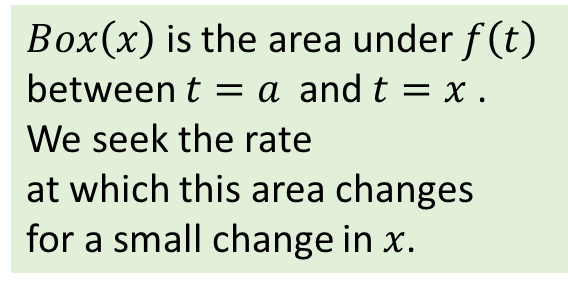 Box(x) is the area under f(t)
between t = a and t = x .
We seek the rate
at which this area changes
for a small change in x.